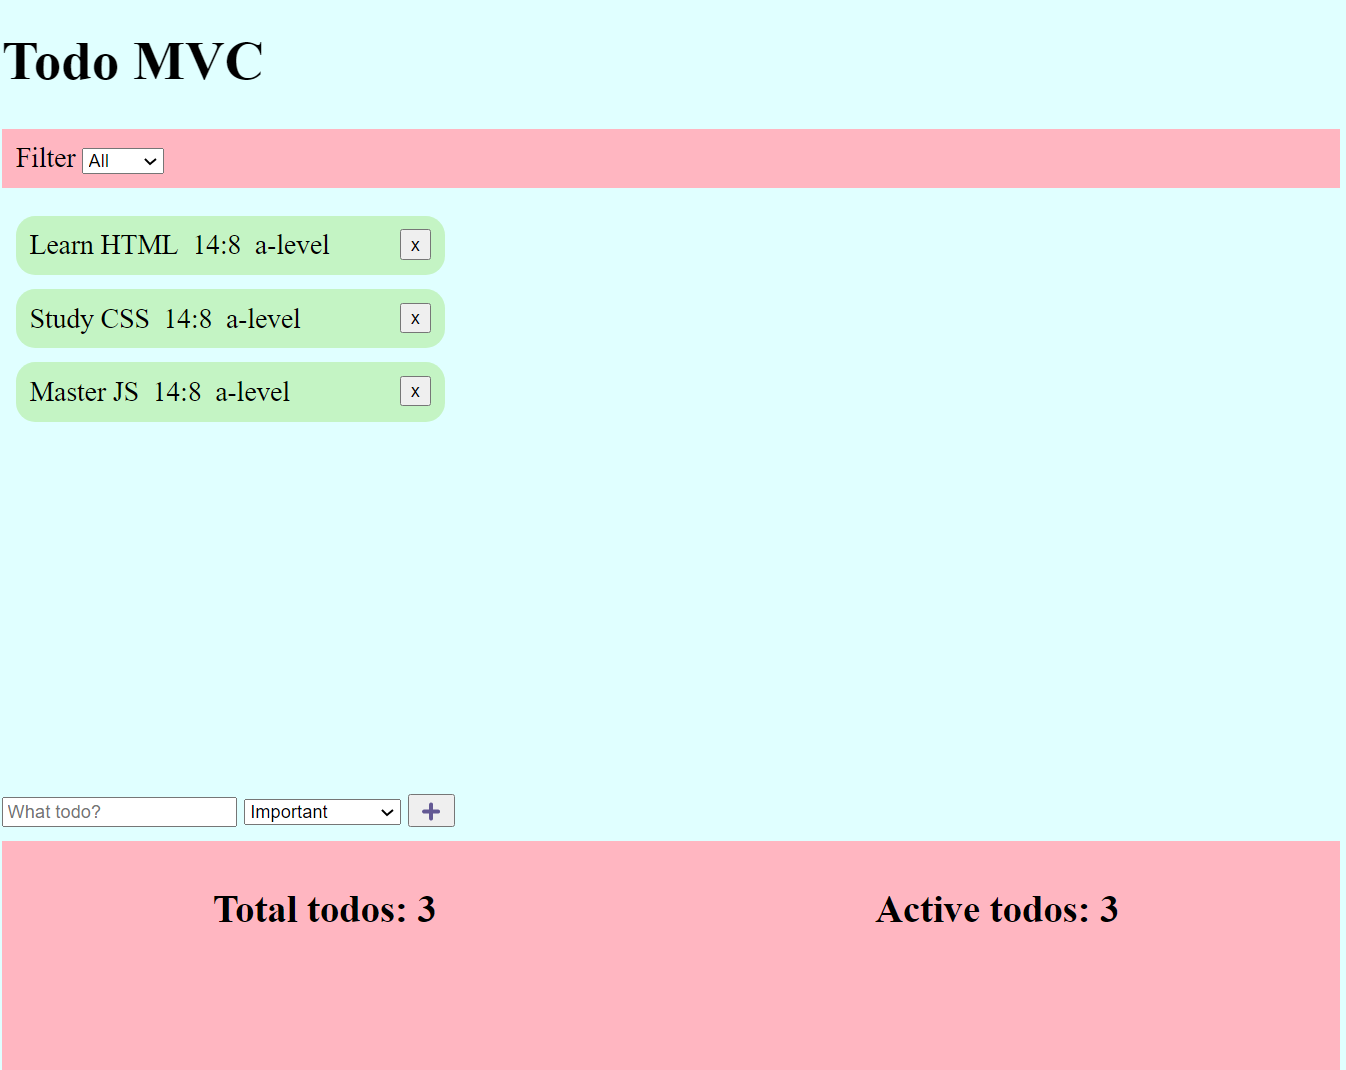 Todo MVC
Filter All
Learn HTML 14:8 a-level x
Study CSS 14:8 a-level x
Master JS 14:8 a-level x
What todo? Important +
Total todos: 3 Active todos: 3